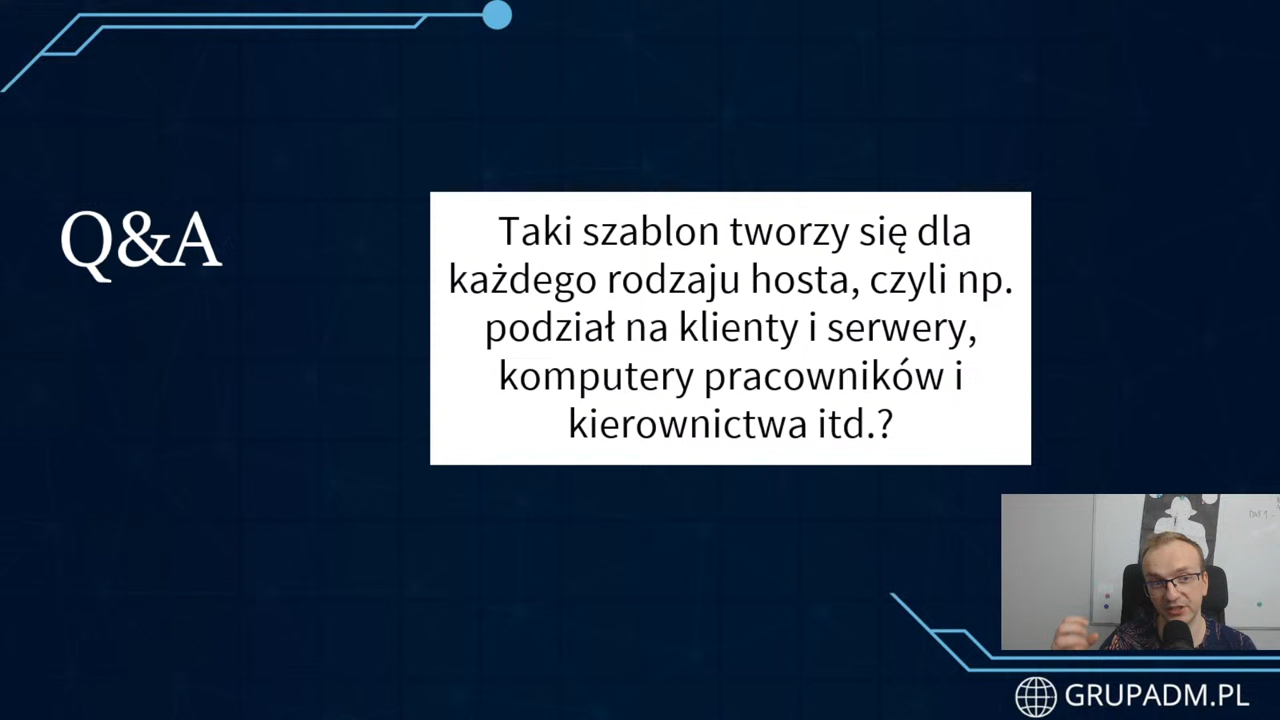 Q&A
Taki szablon tworzy się dla
każdego rodzaju hosta, czyli np.
podział na klienty i serwery,
komputery pracowników i
kierownictwa itd.?
GRUPADM.PL